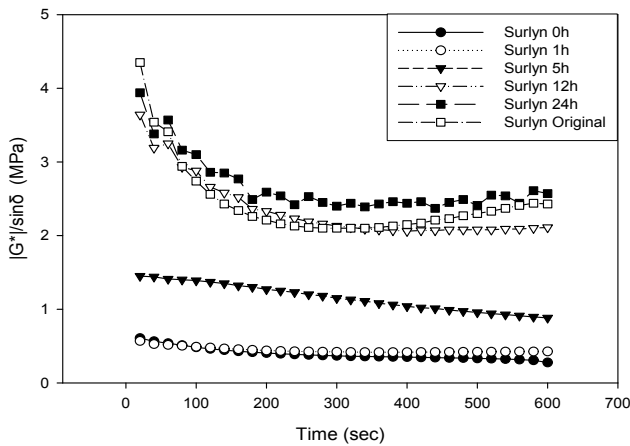 5
4
3
2
1
0
|G*|/sinδ (MPa)
Surlyn 0h
Surlyn 1h
Surlyn 5h
Surlyn 12h
Surlyn 24h
Surlyn Original
0 100 200 300 400 500 600 700
Time (sec)